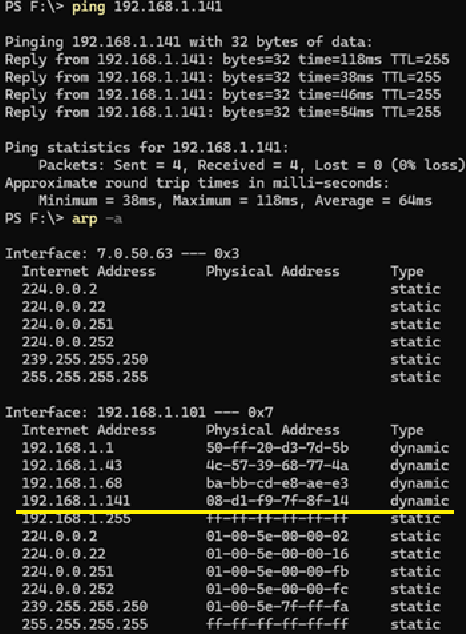 PS F:\> ping 192.168.1.141
Pinging 192.168.1.141 with 32 bytes of data:
Reply from 192.168.1.141: bytes=32 time=118ms TTL=255
Reply from 192.168.1.141: bytes=32 time=38ms TTL=255
Reply from 192.168.1.141: bytes=32 time=46ms TTL=255
Reply from 192.168.1.141: bytes=32 time=54ms TTL=255
Ping statistics for 192.168.1.141:
    Packets: Sent = 4, Received = 4, Lost = 0 (0% loss)
Approximate round trip times in milli-seconds:
    Minimum = 38ms, Maximum = 118ms, Average = 64ms
PS F:\> arp -a
Interface: 7.0.50.63 --- 0x3
  Internet Address      Physical Address      Type
  224.0.0.2                                   static
  224.0.0.22                                  static
  224.0.0.251                                 static
  224.0.0.252                                 static
  239.255.255.250                             static
  255.255.255.255                             static
Interface: 192.168.1.101 --- 0x7
  Internet Address      Physical Address      Type
  192.168.1.1           50-ff-20-d3-7d-5b     dynamic
  192.168.1.43          4c-57-39-68-77-4a     dynamic
  192.168.1.68          ba-bb-cd-e8-ae-e3     dynamic
  192.168.1.141         08-d1-f9-7f-8f-14     dynamic
  192.168.1.255         ff-ff-ff-ff-ff-ff     static
  224.0.0.2             01-00-5e-00-00-02     static
  224.0.0.22            01-00-5e-00-00-16     static
  224.0.0.251           01-00-5e-00-00-fb     static
  224.0.0.252           01-00-5e-00-00-fc     static
  239.255.255.250       01-00-5e-7f-ff-fa     static
  255.255.255.255       ff-ff-ff-ff-ff-ff     static